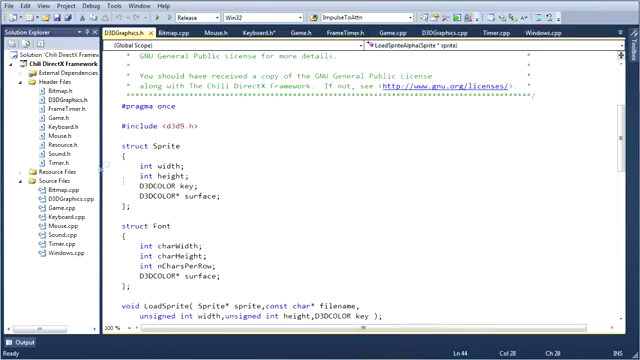 File Edit View Project Debug Team Data Tools Test Window Help
Release Win32 ImpulseToAttn
Solution Explorer
D3DGraphics.h Bitmap.h Mouse.h Keyboard.h* FrameTimer.h Game.h Game.cpp Timer.cpp Windows.cpp
(Global Scope) LoadSpriteAlpha(Sprite * sprite)
Solution 'Chili DirectX Framework
Chili DirectX Framework
External Dependencies
Header Files
Bitmap.h
D3DGraphics.h
FrameTimer.h
Game.h
Keyboard.h
Mouse.h
Resource.h
Sound.h
Timer.h
Resource Files
Source Files
Bitmap.cpp
D3DGraphics.cpp
Game.cpp
Keyboard.cpp
Mouse.cpp
Sound.cpp
Timer.cpp
Windows.cpp
* GNU General Public License for more details. *
* *
* You should have received a copy of the GNU General Public License *
* along with The Chili DirectX Framework. If not, see <http://www.gnu.org/licenses/>. *
#pragma once
#include <d3d9.h>
struct Sprite
{
int width;
int height;
D3DCOLOR key;
D3DCOLOR* surface;
};
struct Font
{
int charWidth;
int charHeight;
int nCharsPerRow;
D3DCOLOR* surface;
};
void LoadSprite( Sprite* sprite,const char* filename,
unsigned int width,unsigned int height,D3DCOLOR key );
100 %
Toolbox
Output
Ready Ln 44 Col 28 Ch 28 INS